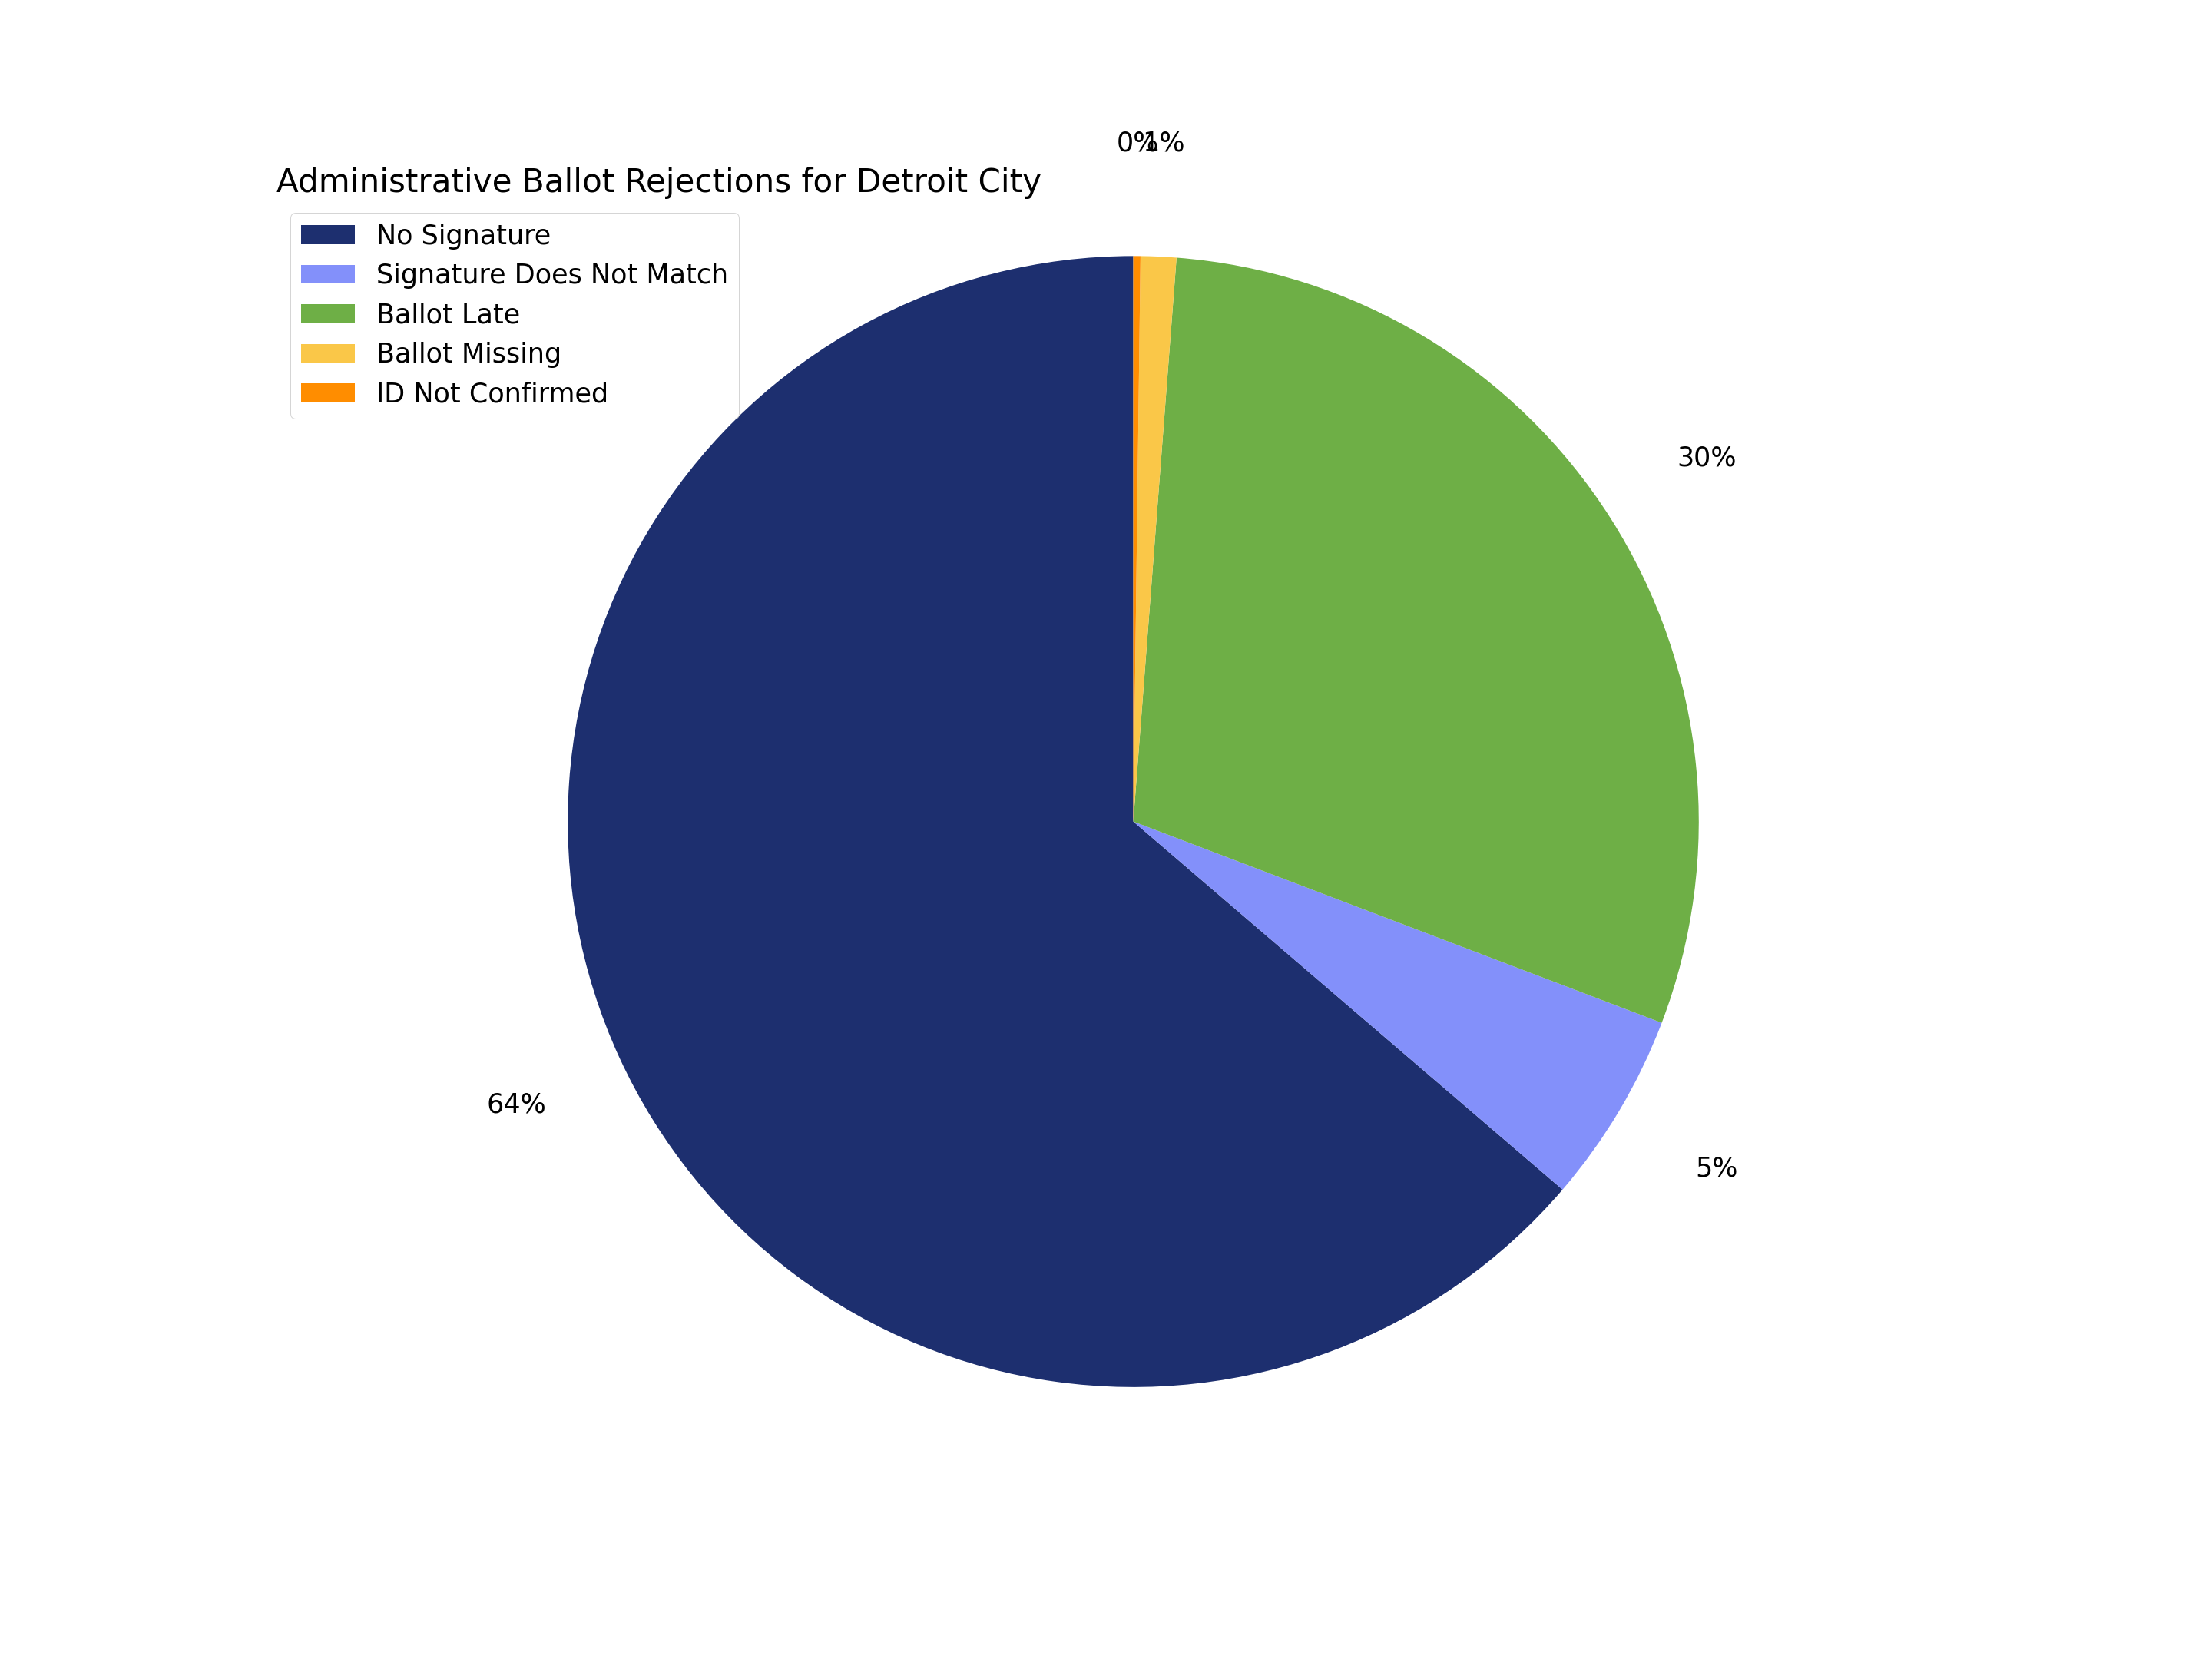 0% 1%
Administrative Ballot Rejections for Detroit City
No Signature
Signature Does Not Match
Ballot Late
Ballot Missing
ID Not Confirmed
30%
64%
5%